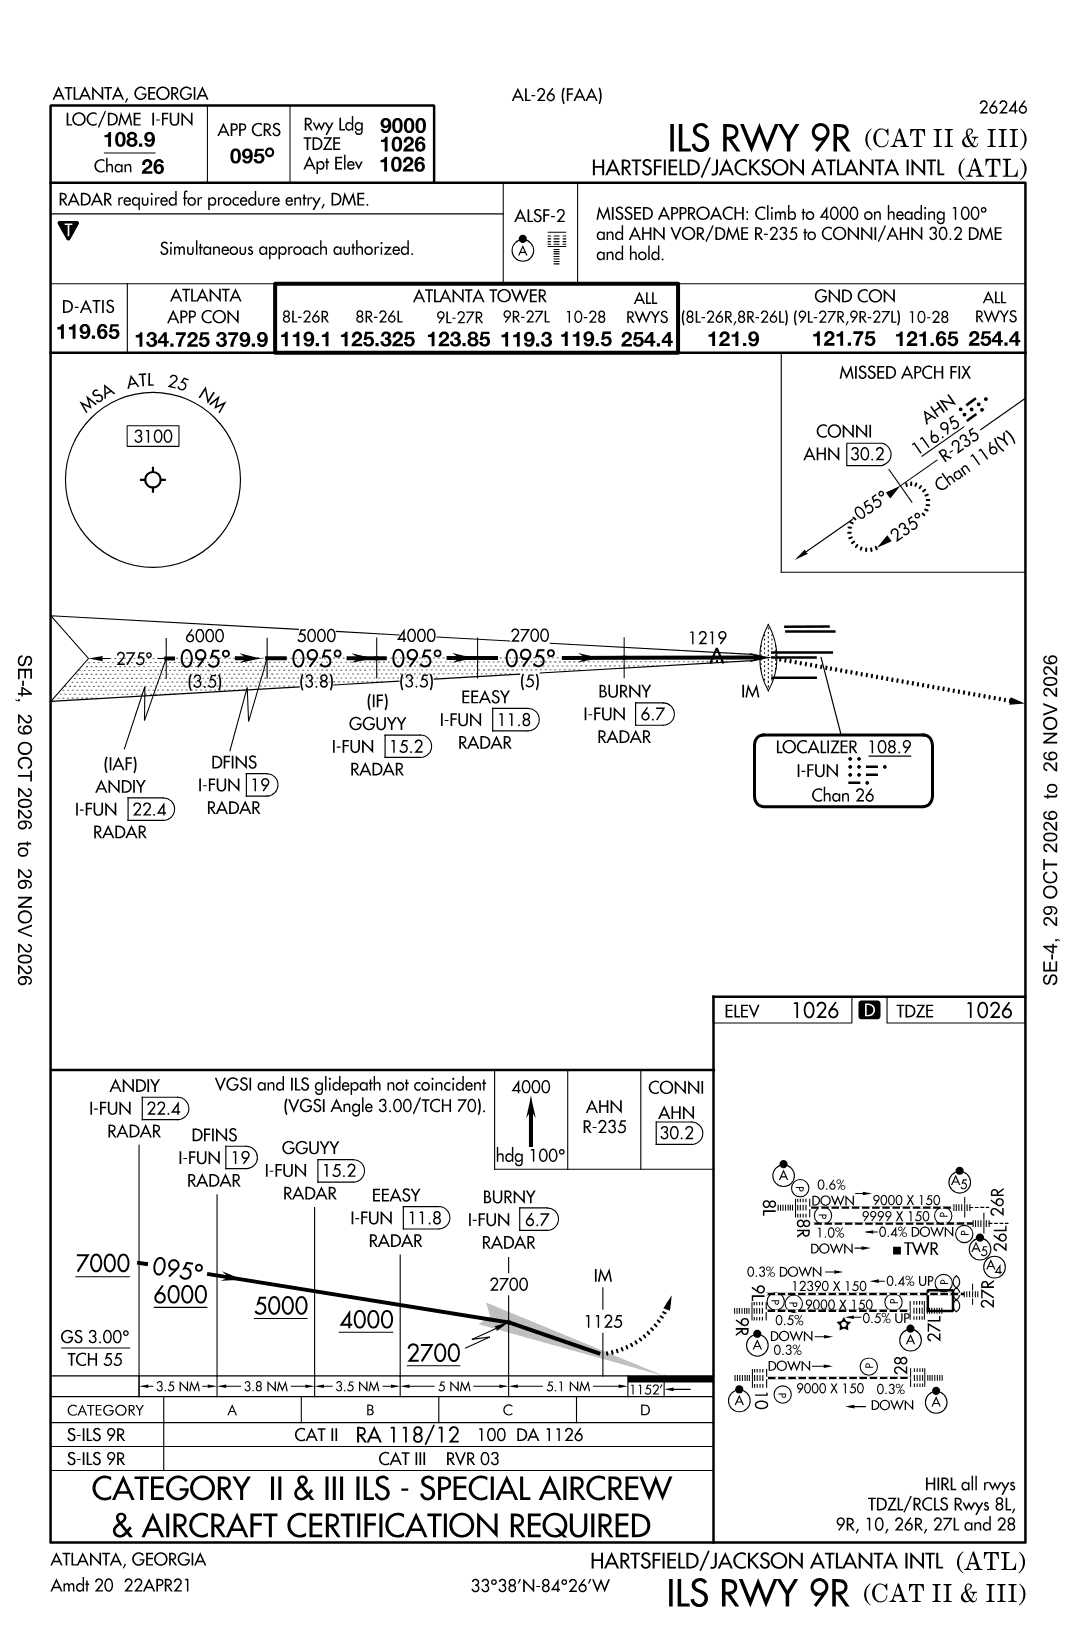 ATLANTA, GEORGIA
AL-26 (FAA)
26246
LOC/DME I-FUN
108.9
Chan 26
APP CRS
095°
Rwy Ldg 9000
TDZE 1026
Apt Elev 1026
ILS RWY 9R (CAT II & III)
HARTSFIELD/JACKSON ATLANTA INTL (ATL)
RADAR required for procedure entry, DME.
T
Simultaneous approach authorized.
ALSF-2
A
MISSED APPROACH: Climb to 4000 on heading 100°
and AHN VOR/DME R-235 to CONNI/AHN 30.2 DME
and hold.
D-ATIS
119.65
ATLANTA
APP CON
134.725 379.9
ATLANTA TOWER
8L-26R 8R-26L 9L-27R 9R-27L 10-28 ALL RWYS
119.1 125.325 123.85 119.3 119.5 254.4
GND CON
(8L-26R,8R-26L) (9L-27R,9R-27L) 10-28 ALL RWYS
121.9 121.75 121.65 254.4
MSA ATL 25 NM
3100
MISSED APCH FIX
CONNI
AHN 30.2
AHN
116.95
R-235
Chan 116(Y)
055°
235°
6000 5000 4000 2700 1219
275° 095° 095° 095° 095°
(3.5) (3.8) (3.5) (5)
IM
(IAF)
ANDIY
I-FUN 22.4
RADAR
DFINS
I-FUN 19
RADAR
(IF)
GGUYY
I-FUN 15.2
RADAR
EEASY
I-FUN 11.8
RADAR
BURNY
I-FUN 6.7
RADAR
LOCALIZER 108.9
I-FUN
Chan 26
SE-4, 29 OCT 2026 to 26 NOV 2026
SE-4, 29 OCT 2026 to 26 NOV 2026
ELEV 1026 D TDZE 1026
ANDIY
I-FUN 22.4
RADAR
DFINS
I-FUN 19
RADAR
GGUYY
I-FUN 15.2
RADAR
EEASY
I-FUN 11.8
RADAR
BURNY
I-FUN 6.7
RADAR
VGSI and ILS glidepath not coincident
(VGSI Angle 3.00/TCH 70).
4000
hdg 100°
AHN
R-235
CONNI
AHN
30.2
7000
095°
6000
5000
4000
2700
2700
IM
1125
GS 3.00°
TCH 55
3.5 NM 3.8 NM 3.5 NM 5 NM 5.1 NM 1152'
CATEGORY A B C D
S-ILS 9R CAT II RA 118/12 100 DA 1126
S-ILS 9R CAT III RVR 03
CATEGORY II & III ILS - SPECIAL AIRCREW
& AIRCRAFT CERTIFICATION REQUIRED
A
P
0.6%
DOWN
9000 X 150
A5
26R
8L
8R
P
9999 X 150
P
1.0%
DOWN
0.4% DOWN
P
26L
TWR
A5
A4
0.3% DOWN
12390 X 150
0.4% UP
P
27R
9L
9R
P
P
9000 X 150
P
0.5%
DOWN
0.5% UP
27L
A
A
0.3%
DOWN
P
28
10
P
9000 X 150
0.3%
DOWN
A
A
HIRL all rwys
TDZL/RCLS Rwys 8L,
9R, 10, 26R, 27L and 28
ATLANTA, GEORGIA
Amdt 20 22APR21
33°38'N-84°26'W
HARTSFIELD/JACKSON ATLANTA INTL (ATL)
ILS RWY 9R (CAT II & III)